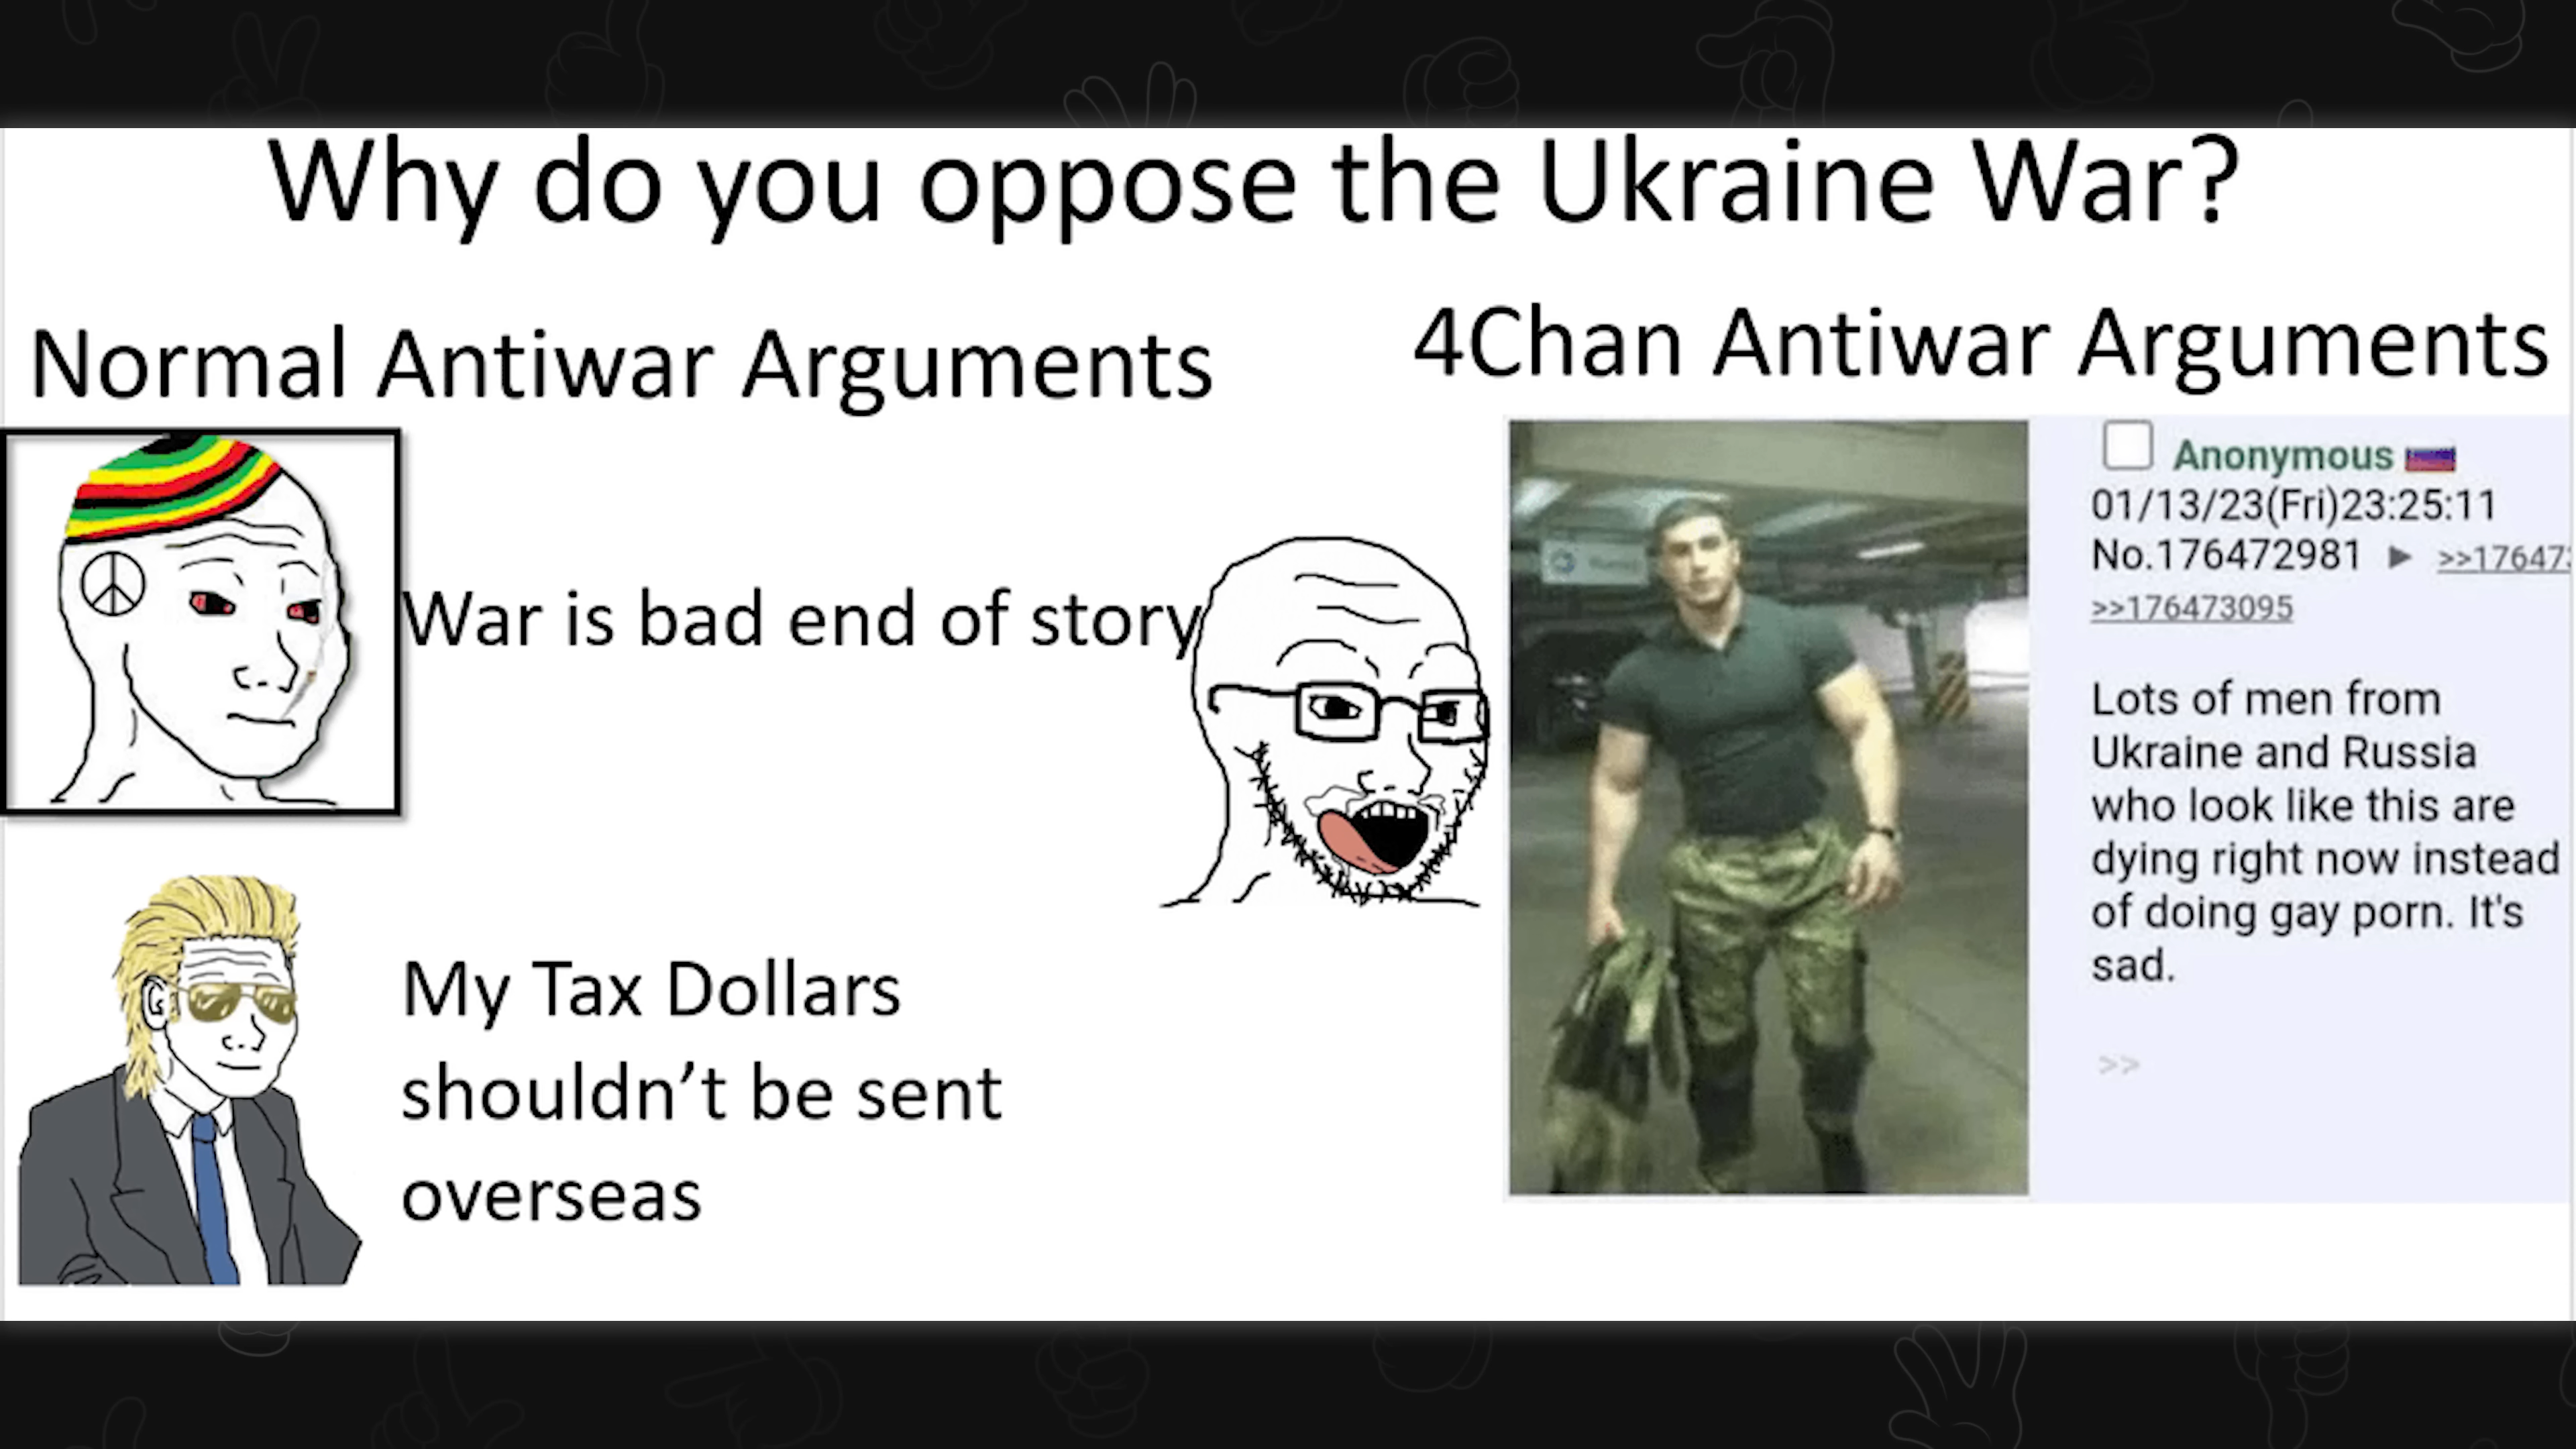 Why do you oppose the Ukraine War?
Normal Antiwar Arguments
War is bad end of story
My Tax Dollars
shouldn’t be sent
overseas
4Chan Antiwar Arguments
Anonymous
01/13/23(Fri)23:25:11
No.176472981 ▶ >>17647
>>176473095
Lots of men from
Ukraine and Russia
who look like this are
dying right now instead
of doing gay porn. It's
sad.
>>